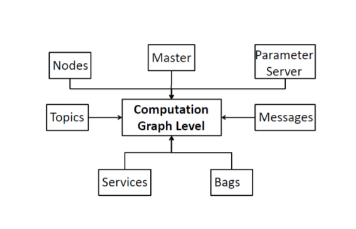 Nodes
Master
Parameter
Server
Topics
Computation
Graph Level
Messages
Services
Bags